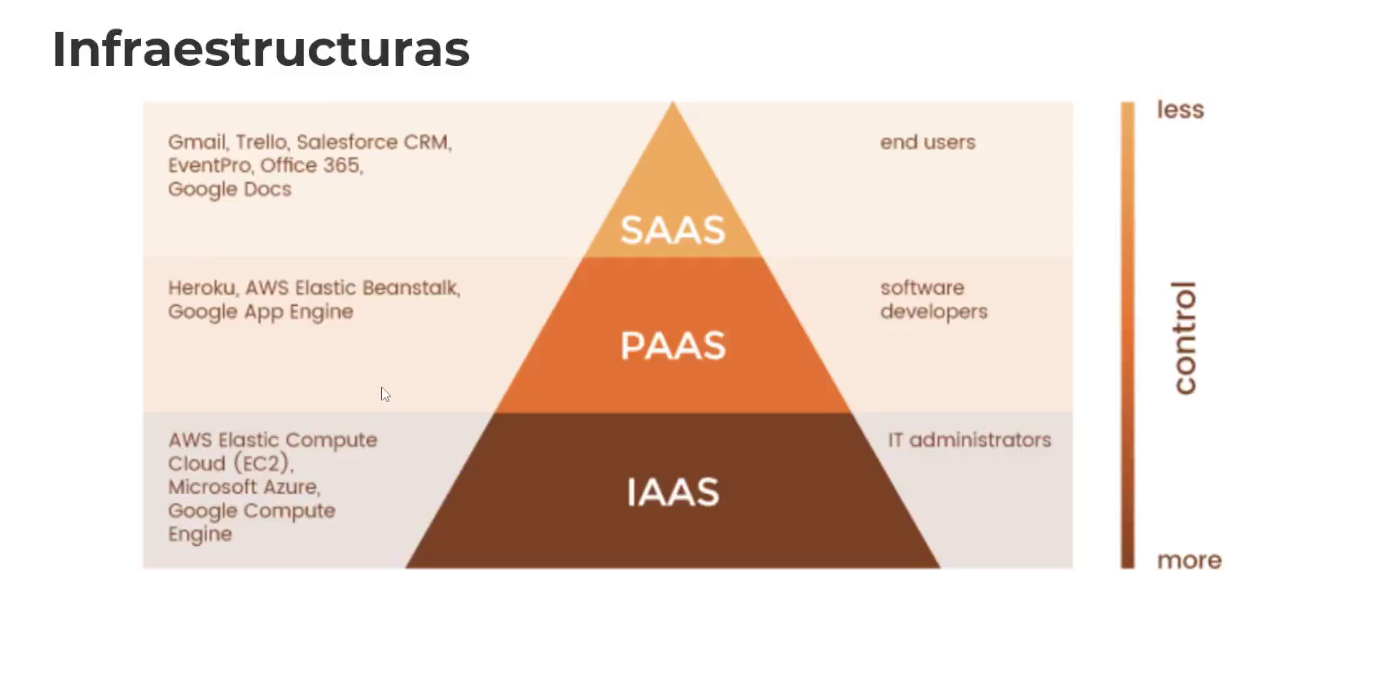 Infraestructuras
less
Gmail, Trello, Salesforce CRM,
EventPro, Office 365,
Google Docs
end users
SAAS
Heroku, AWS Elastic Beanstalk,
Google App Engine
software
developers
PAAS
control
AWS Elastic Compute
Cloud (EC2),
Microsoft Azure,
Google Compute
Engine
IT administrators
IAAS
more